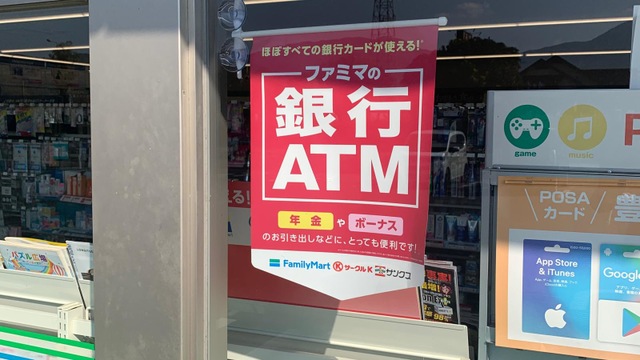 ほぼすべての銀行カードが使える!*
ファミマの
銀行
ATM
年金 や ボーナス
のお引き出しなどに、とっても便利です!
FamilyMart サークルK サンクス
game
music
POSA
カード
App Store
& iTunes
Google